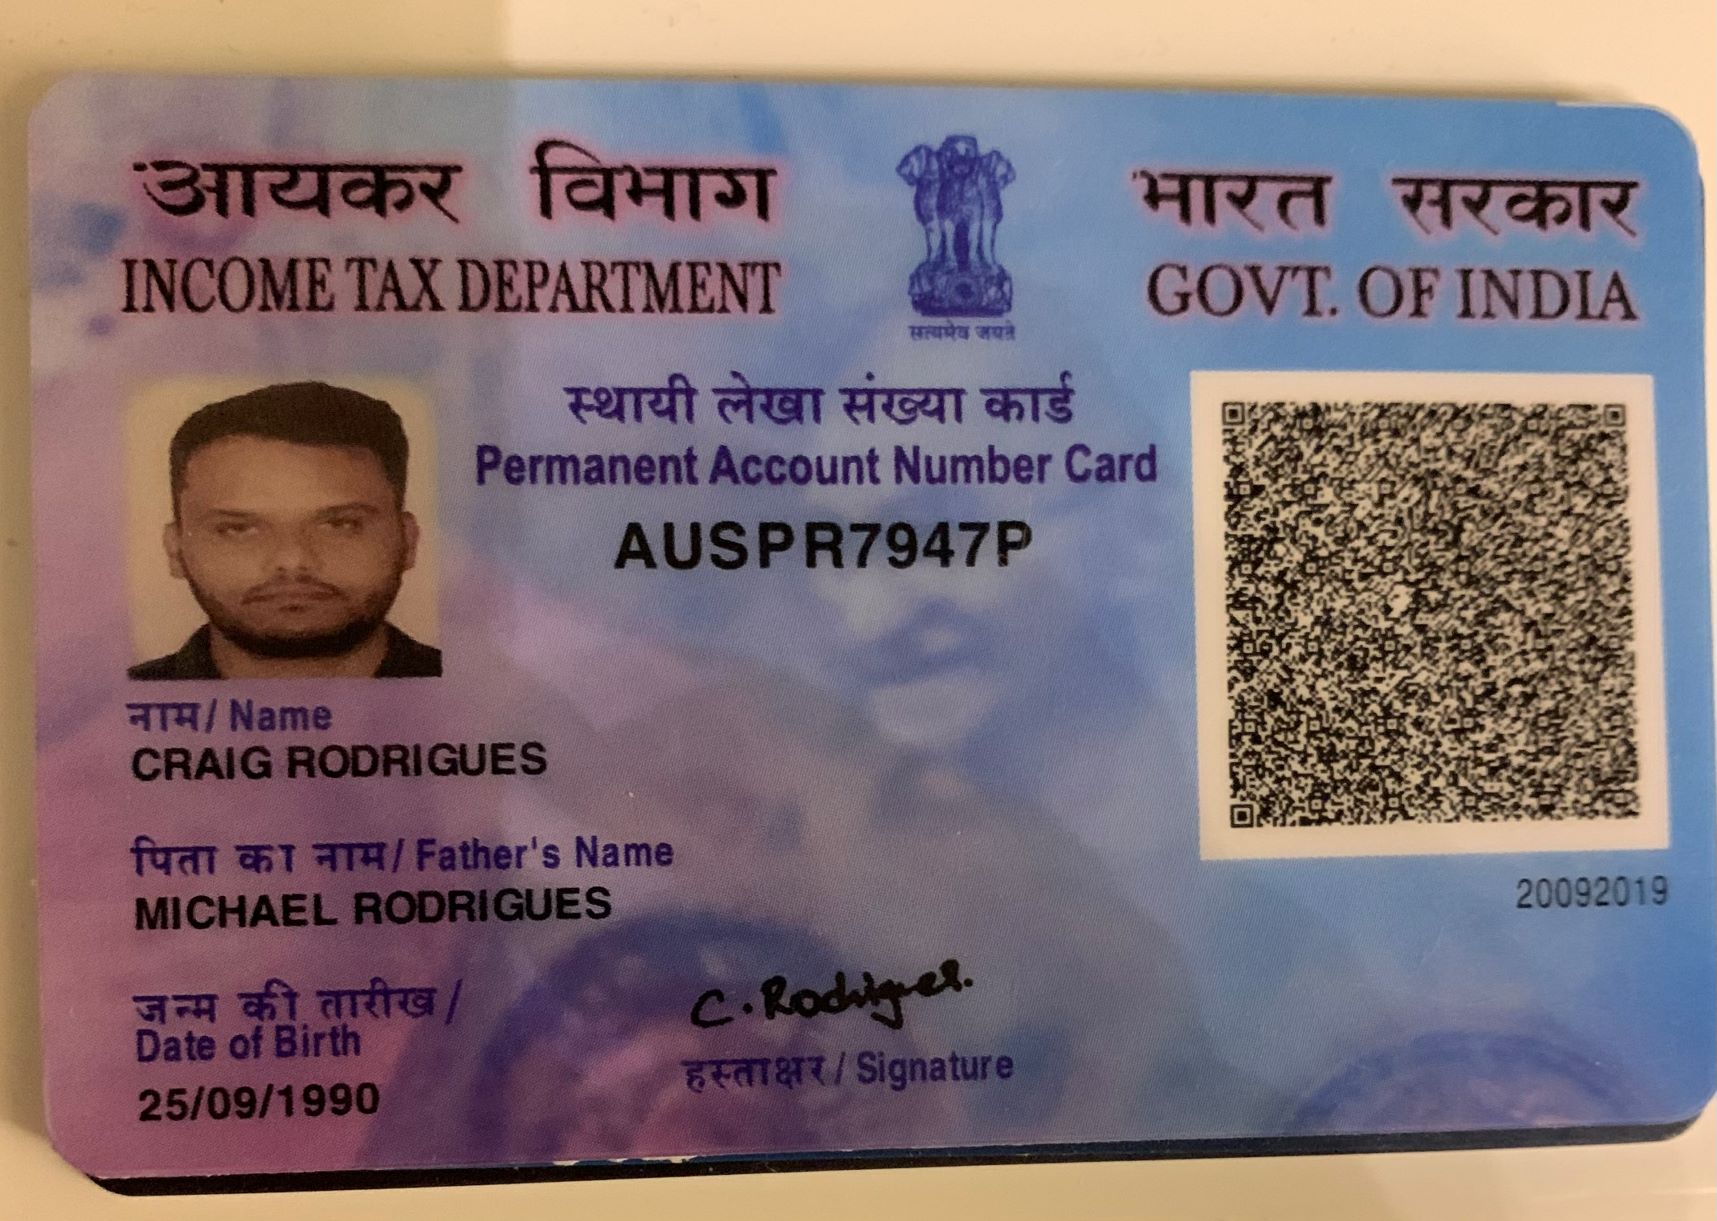 आयकर विभाग
INCOME TAX DEPARTMENT
सत्यमेव जयते
भारत सरकार
GOVT. OF INDIA
स्थायी लेखा संख्या कार्ड
Permanent Account Number Card
AUSPR7947P
नाम/ Name
CRAIG RODRIGUES
पिता का नाम/ Father's Name
MICHAEL RODRIGUES
20092019
जन्म की तारीख/
Date of Birth
25/09/1990
C. Rodrigues.
हस्ताक्षर/ Signature